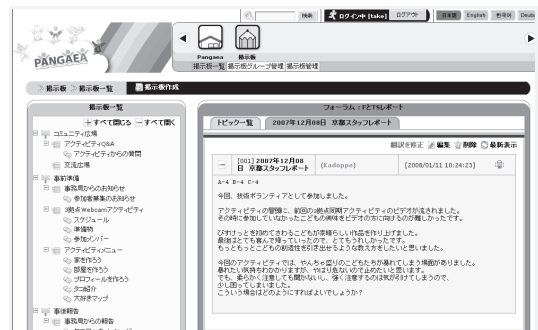 検索
ログイン中 [take]
ログアウト
日本語 English 한국어 Deuts
PANGAEA
Pangaea 掲示板
掲示板一覧 掲示板グループ管理 掲示板管理
掲示板 掲示板一覧 掲示板作成
掲示板一覧
＋すべて閉じる －すべて開く
コミュニティ広場
アクティビティQ&A
アクティビティからの質問
交流広場
事前準備
事務局からのお知らせ
参加者募集のお知らせ
3拠点Webcamアクティビティ
スケジュール
準備物
参加メンバー
アクティビティメニュー
家を作ろう
部屋を作ろう
プロフィールを作ろう
タコ紹介
大好きマップ
事後報告
事務局からの報告
フォーラム：FとTSレポート
トピック一覧 2007年12月08日 京都スタッフレポート
翻訳を修正 編集 削除 最新表示
[001] 2007年12月08日 京都スタッフレポート
(Kadoppe)
[2008/01/11 10:24:23]
A-4 B-4 C-4
今回、技術ボランティアとして参加しました。
アクティビティの冒頭に、前回の3拠点同期アクティビティのビデオが流されました。
その時に参加していなかったこどもの興味をビデオの方に向けるのが難しかったです。
ぴすけっとを初めてさわるこどもが素晴らしい作品を作り上げました。
最後はとても喜んで帰っていったので、とてもうれしかったです。
もっともっとこどもの創造性を引き出せるような教え方をしたいと思いました。
今回のアクティビティでは、やんちゃ盛りのこどもたちが暴れてしまう場面がありました。
暴れたい気持ちわかりますが、やはり危ないので止めたいと思います。
でも、柔らかく注意しても聞かないし、強く注意するのは気が引けてしまうので、
少し困ってしまいました。
こういう場合はどのようにすればよいでしょうか？